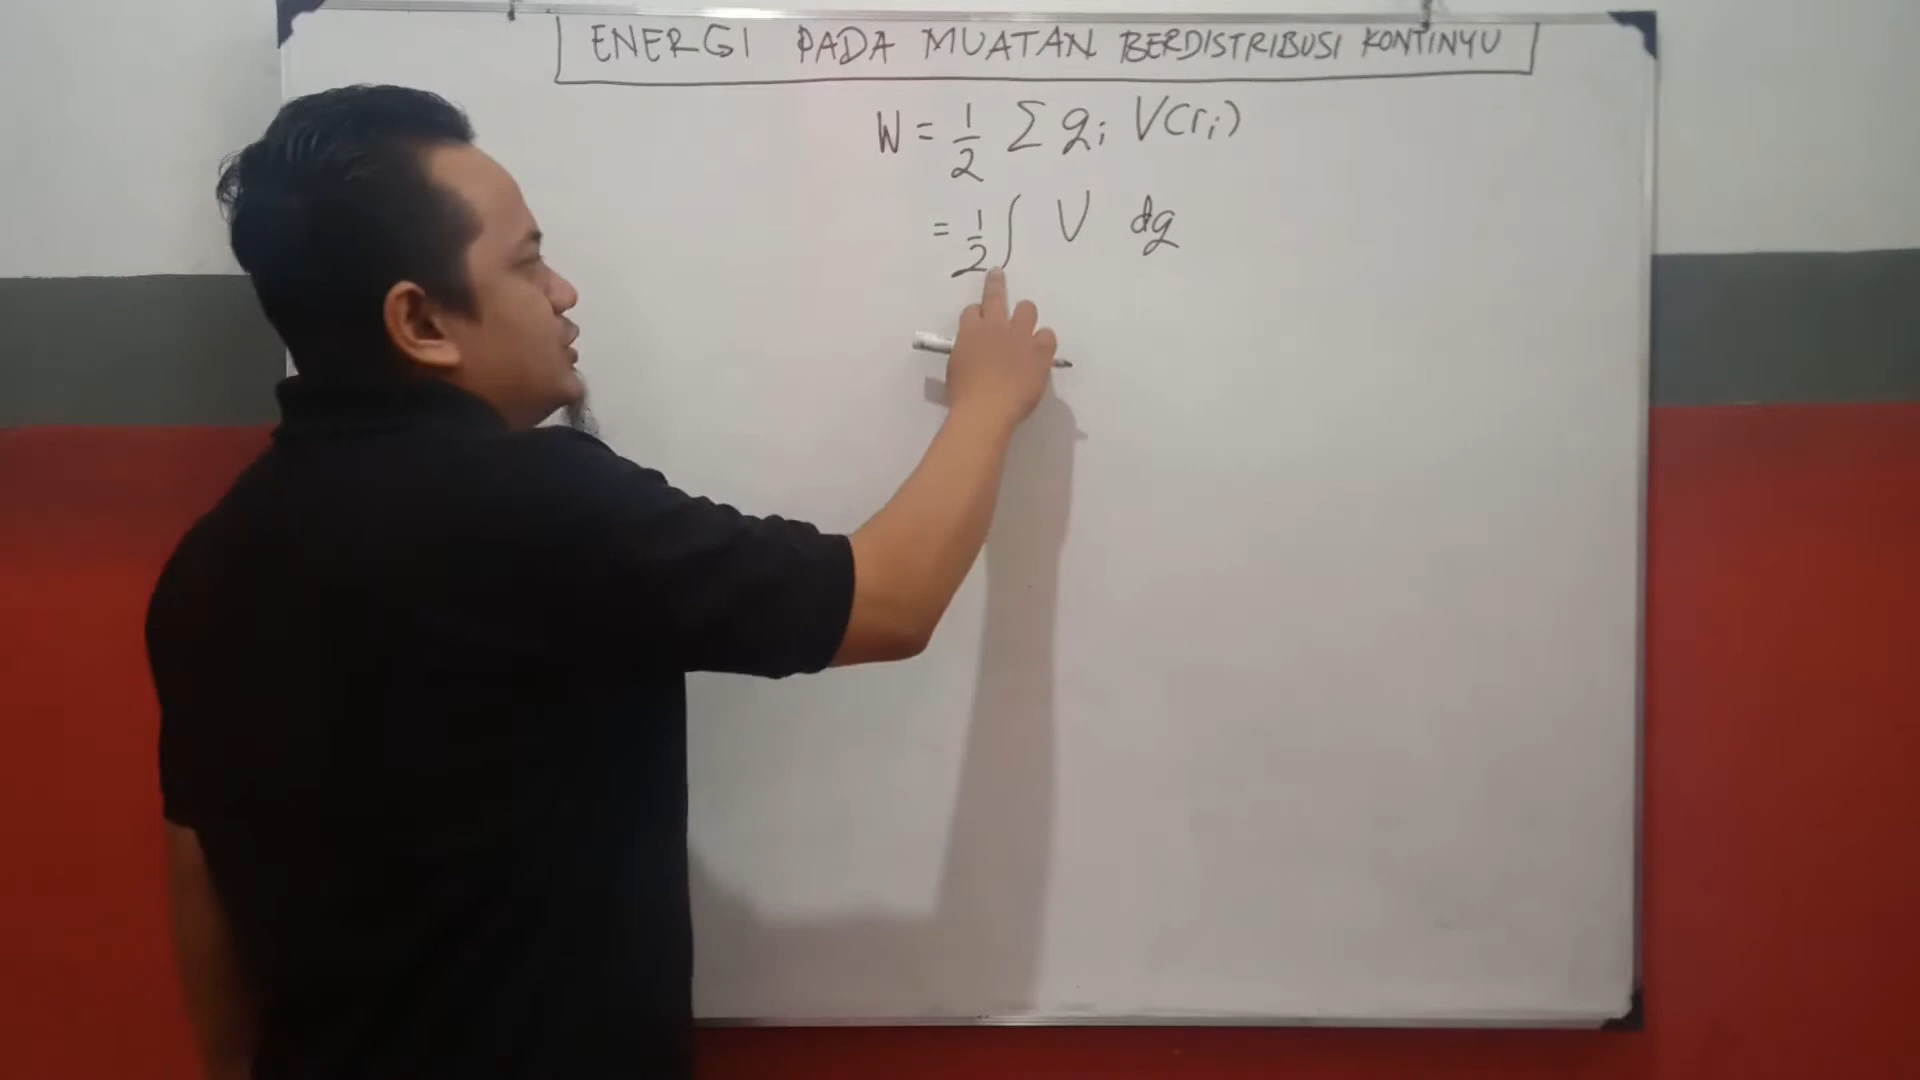 ENERGI PADA MUATAN BERDISTRIBUSI KONTINYU
W = 1/2 Σ qi V(ri)
= 1/2 ∫ V dq